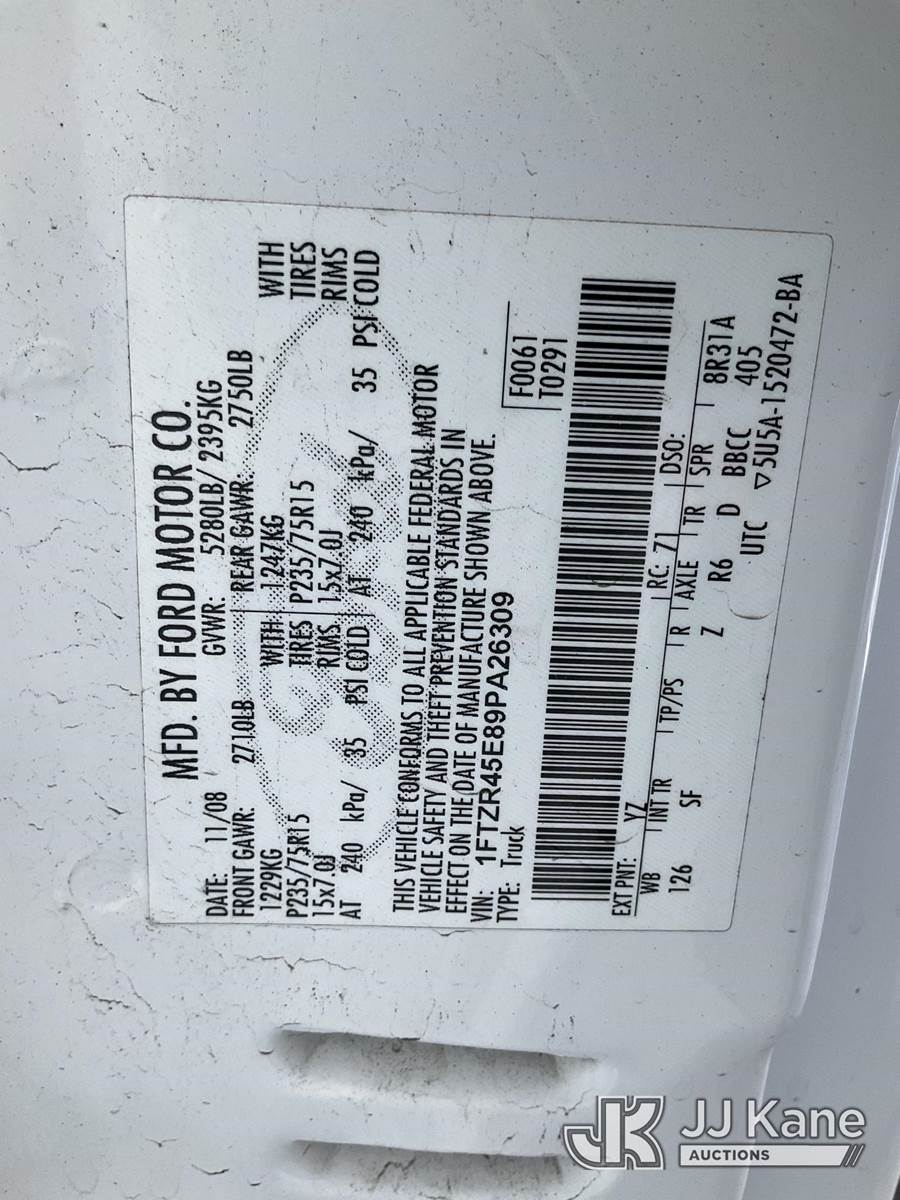 MFD. BY FORD MOTOR CO.
DATE: 11/08 GVWR: 5280LB/ 2395KG
FRONT GAWR: 2710LB REAR GAWR: 2750LB
1229KG WITH 1247KG WITH
P235/75R15 TIRES P235/75R15 TIRES
15x7.0J RIMS 15x7.0J RIMS
AT 240 kPa/ 35 PSI COLD AT 240 kPa/ 35 PSI COLD
THIS VEHICLE CONFORMS TO ALL APPLICABLE FEDERAL MOTOR
VEHICLE SAFETY AND THEFT PREVENTION STANDARDS IN
EFFECT ON THE DATE OF MANUFACTURE SHOWN ABOVE.
VIN: 1FTZR45E89PA26309
TYPE: Truck
F0061
T0291
EXT PNT: YZ RC: 71 DSO:
WB INT TR TP/PS R AXLE TR SPR 8R31A
126 SF Z R6 D BBCC 405
UTC ▽5U5A-1520472-BA
JK JJ Kane
AUCTIONS